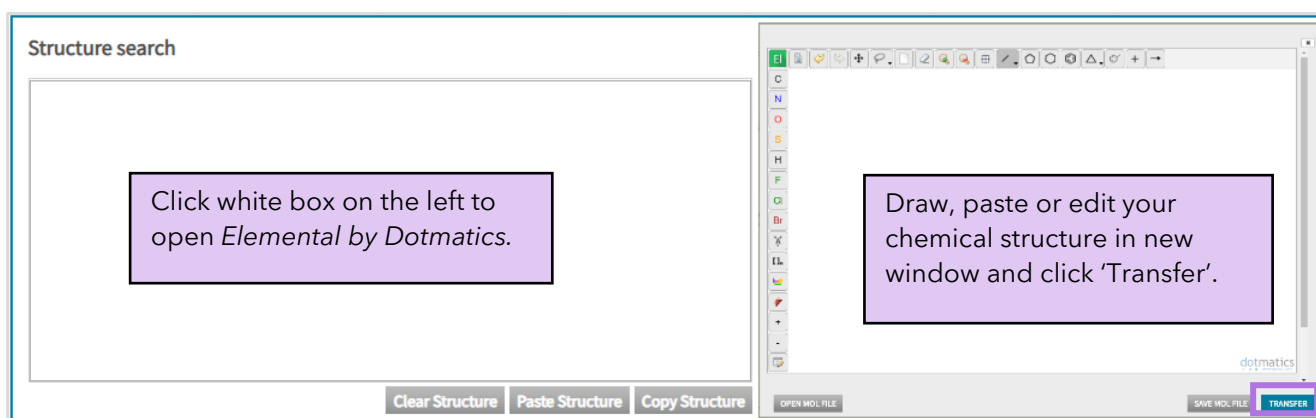 Structure search
Click white box on the left to
open Elemental by Dotmatics.
Clear Structure Paste Structure Copy Structure
El
C
N
O
S
H
F
Cl
Br
+
-
Draw, paste or edit your
chemical structure in new
window and click ‘Transfer’.
dotmatics
OPEN MOL FILE SAVE MOL FILE TRANSFER